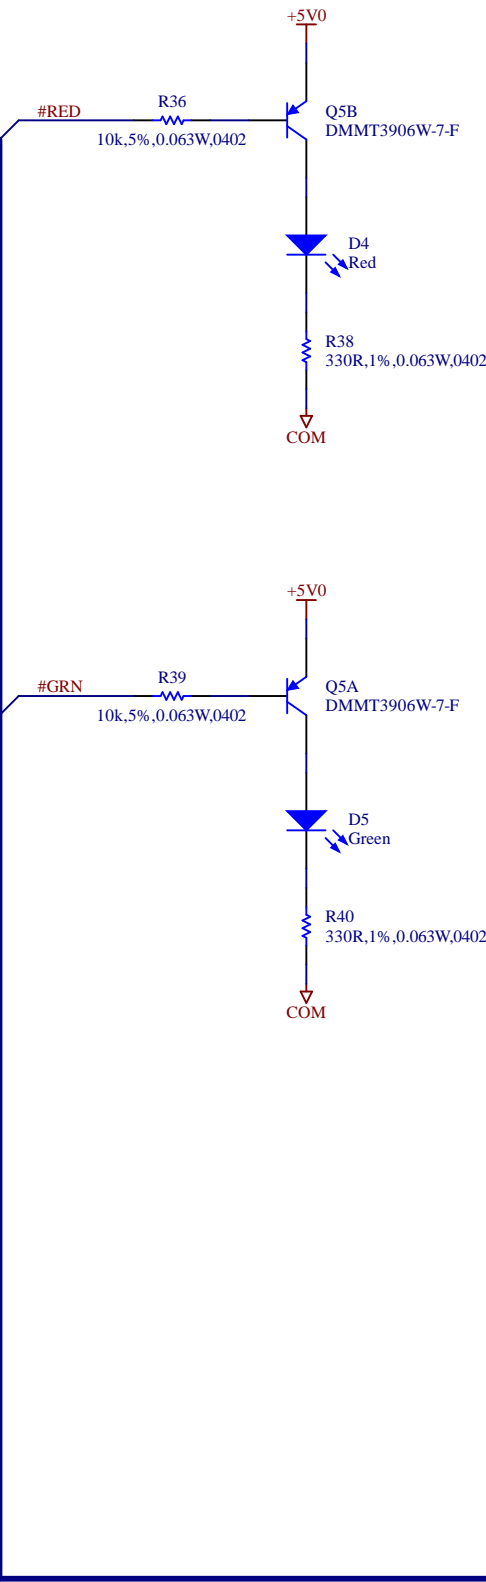 +5V0
#RED
R36
10k,5%,0.063W,0402
Q5B
DMMT3906W-7-F
D4
Red
R38
330R,1%,0.063W,0402
COM
+5V0
#GRN
R39
10k,5%,0.063W,0402
Q5A
DMMT3906W-7-F
D5
Green
R40
330R,1%,0.063W,0402
COM